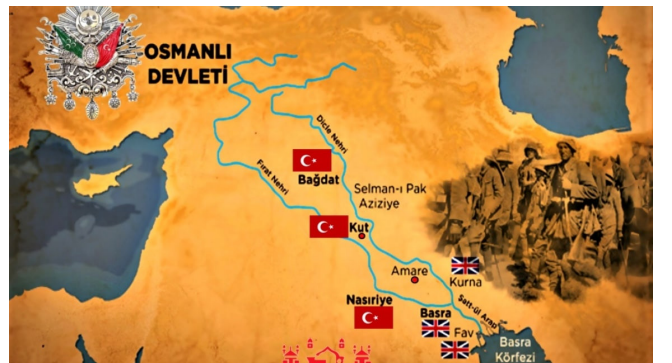 OSMANLI
DEVLETİ
Dicle Nehri
Fırat Nehri
Bağdat
Selman-ı Pak
Aziziye
Kut
Amare
Kurna
Nasıriye
Basra
Şatt-ül Arap
Fav
Basra
Körfezi